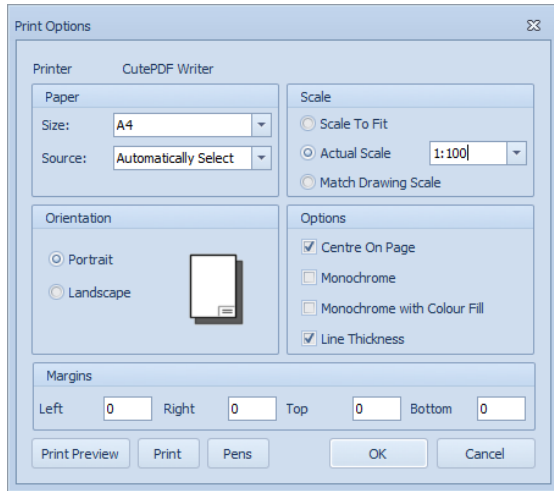 Print Options
Printer CutePDF Writer
Paper
Size: A4
Source: Automatically Select
Scale
Scale To Fit
Actual Scale 1:100
Match Drawing Scale
Orientation
Portrait
Landscape
Options
Centre On Page
Monochrome
Monochrome with Colour Fill
Line Thickness
Margins
Left 0 Right 0 Top 0 Bottom 0
Print Preview Print Pens OK Cancel